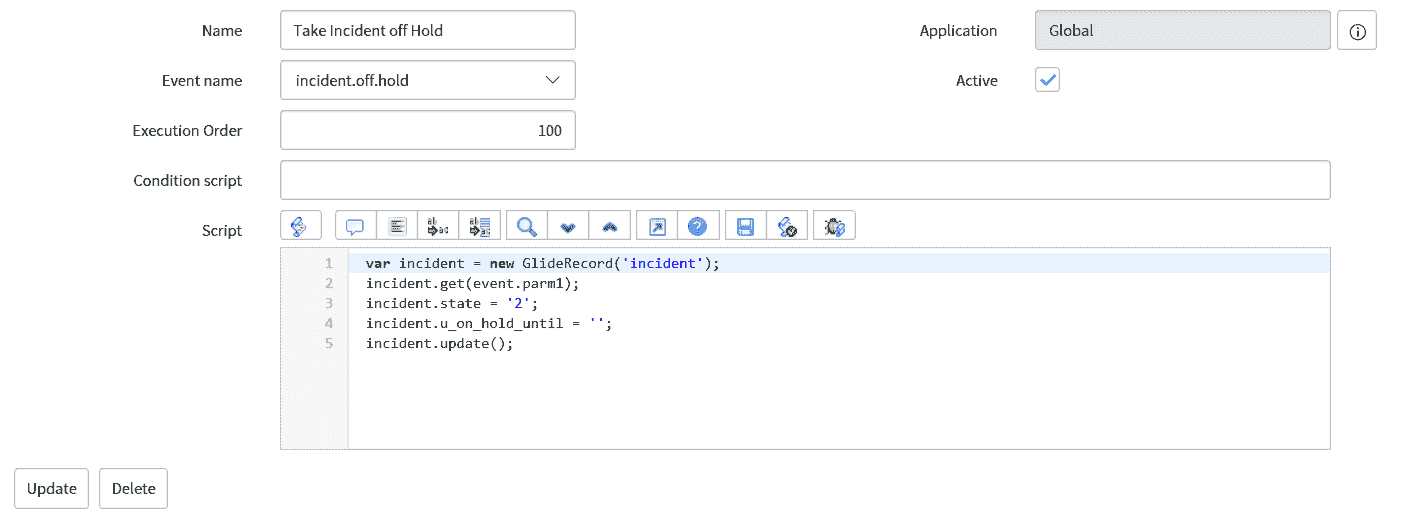 Name Take Incident off Hold Application Global
Event name incident.off.hold Active
Execution Order 100
Condition script
Script
1 var incident = new GlideRecord('incident');
2 incident.get(event.parm1);
3 incident.state = '2';
4 incident.u_on_hold_until = '';
5 incident.update();
Update Delete